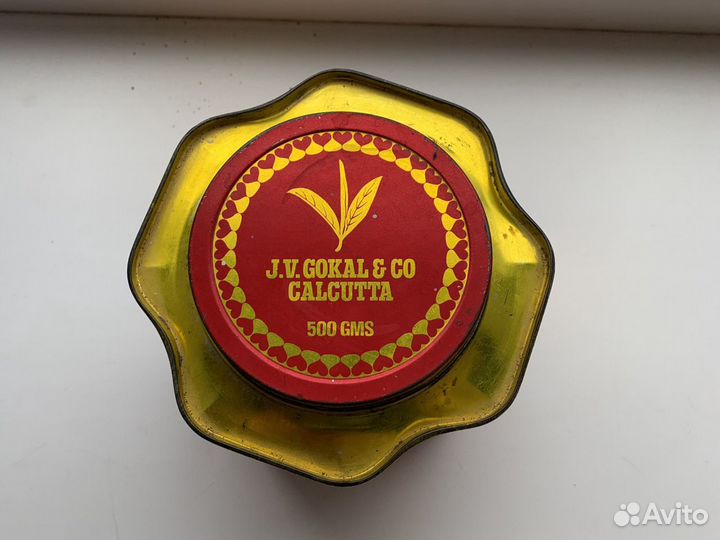 J.V. GOKAL & CO
CALCUTTA
500 GMS
Avito